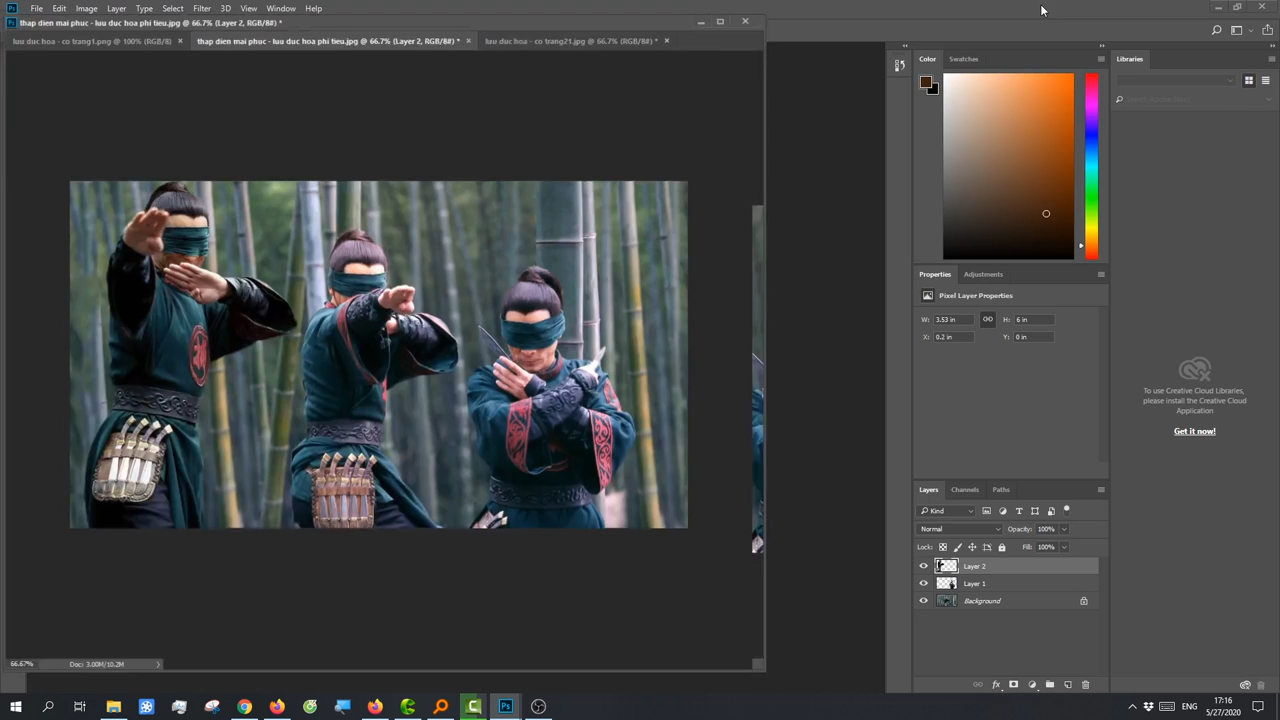 File Edit Image Layer Type Select Filter 3D View Window Help
thap dien mai phuc - luu duc hoa phi tieu.jpg @ 66.7% (Layer 2, RGB/8#) *
luu duc hoa - co trang1.png @ 100% (RGB/8) thap dien mai phuc - luu duc hoa phi tieu.jpg @ 66.7% (Layer 2, RGB/8#) * luu duc hoa - co trang21.jpg @ 66.7% (RGB/8#) *
Color Swatches
Libraries
Properties Adjustments
Pixel Layer Properties
W: 3.53 in H: 6 in
X: 0.2 in Y: 0 in
To use Creative Cloud Libraries,
please install the Creative Cloud
Application
Get it now!
Layers Channels Paths
Kind
Normal Opacity: 100%
Lock: Fill: 100%
Layer 2
Layer 1
Background
66.67% Doc: 3.00M/10.2M
ENG
17:16
5/27/2020